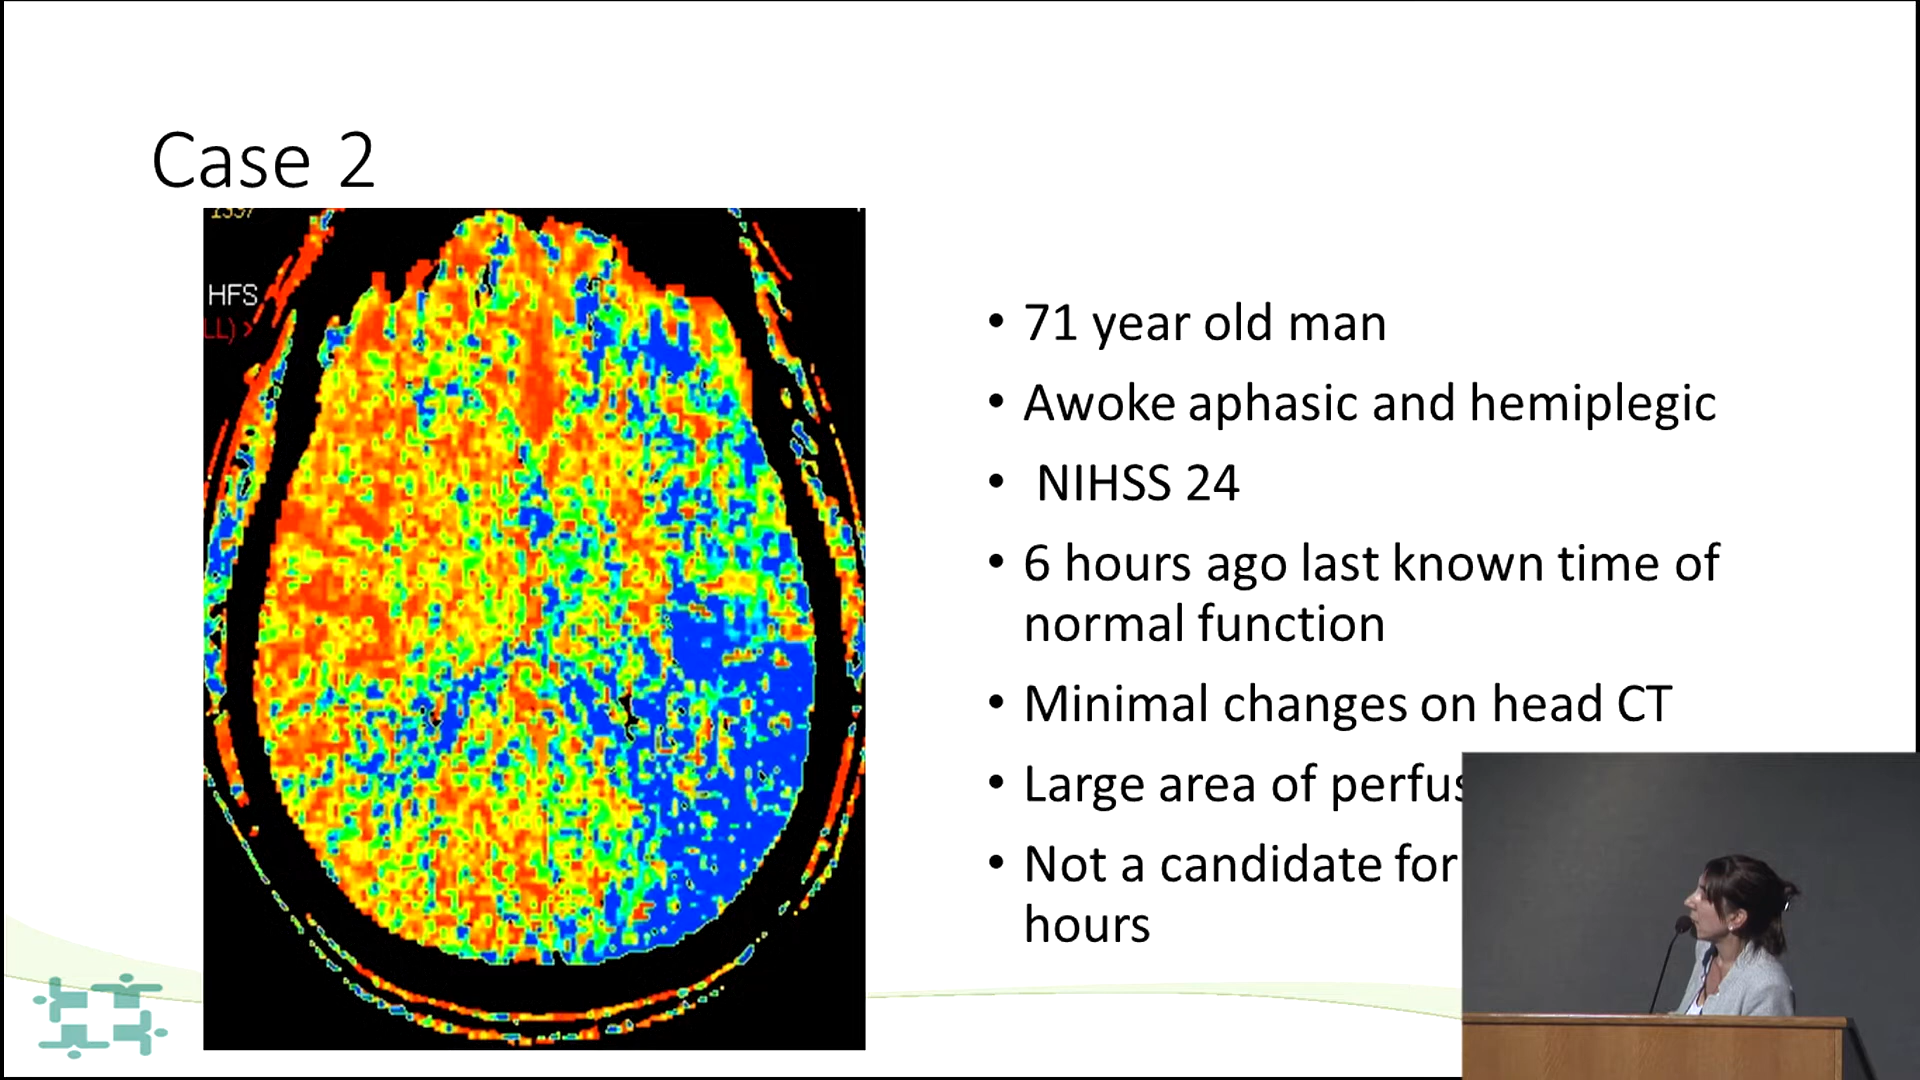 Case 2
HFS
LL) >
• 71 year old man
• Awoke aphasic and hemiplegic
• NIHSS 24
• 6 hours ago last known time of
normal function
• Minimal changes on head CT
• Large area of perfus
• Not a candidate for
hours